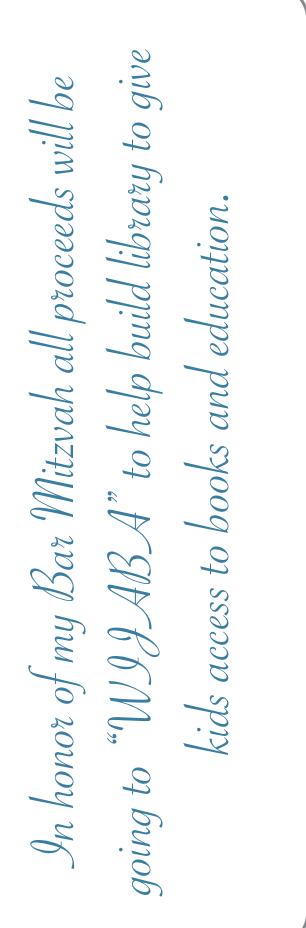 In honor of my Bar Mitzvah all proceeds will be
going to "WIJABA" to help build library to give
kids access to books and education.